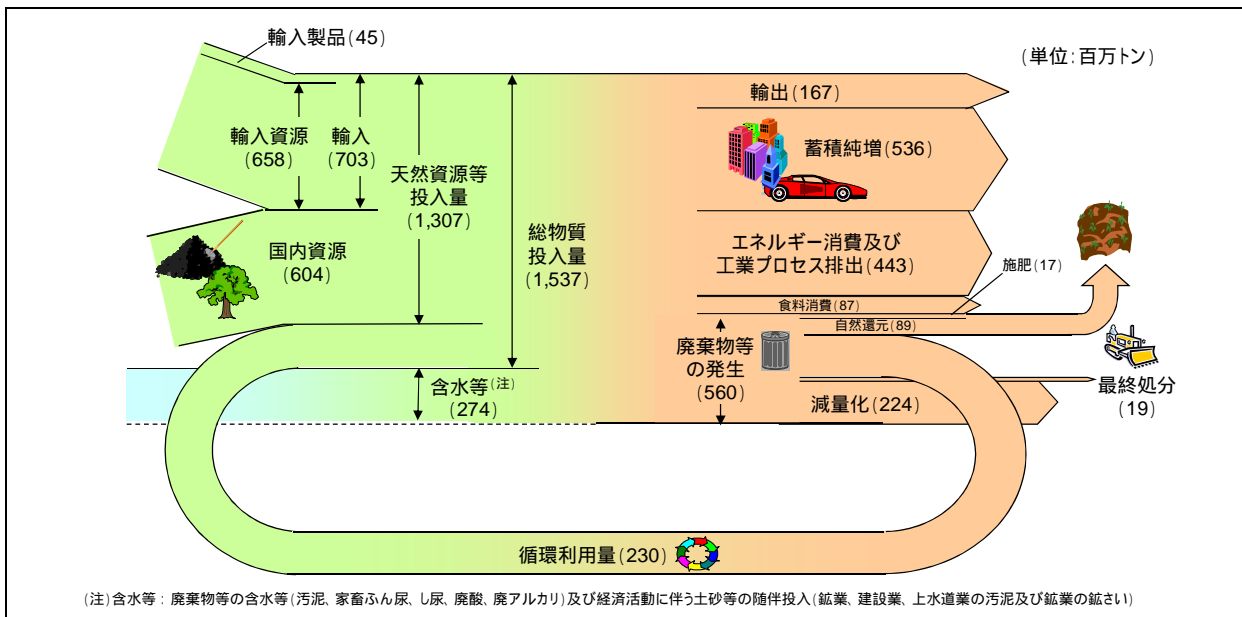 輸入製品(45)
(単位:百万トン)
輸出(167)
輸入資源
(658)
輸入
(703)
蓄積純増(536)
天然資源等
投入量
(1,307)
国内資源
(604)
総物質
投入量
(1,537)
エネルギー消費及び
工業プロセス排出(443)
施肥(17)
食料消費(87)
自然還元(89)
廃棄物等
の発生
(560)
含水等(注)
(274)
減量化(224)
最終処分
(19)
循環利用量(230)
(注)含水等:廃棄物等の含水等(汚泥、家畜ふん尿、し尿、廃酸、廃アルカリ)及び経済活動に伴う土砂等の随伴投入(鉱業、建設業、上水道業の汚泥及び鉱業の鉱さい)